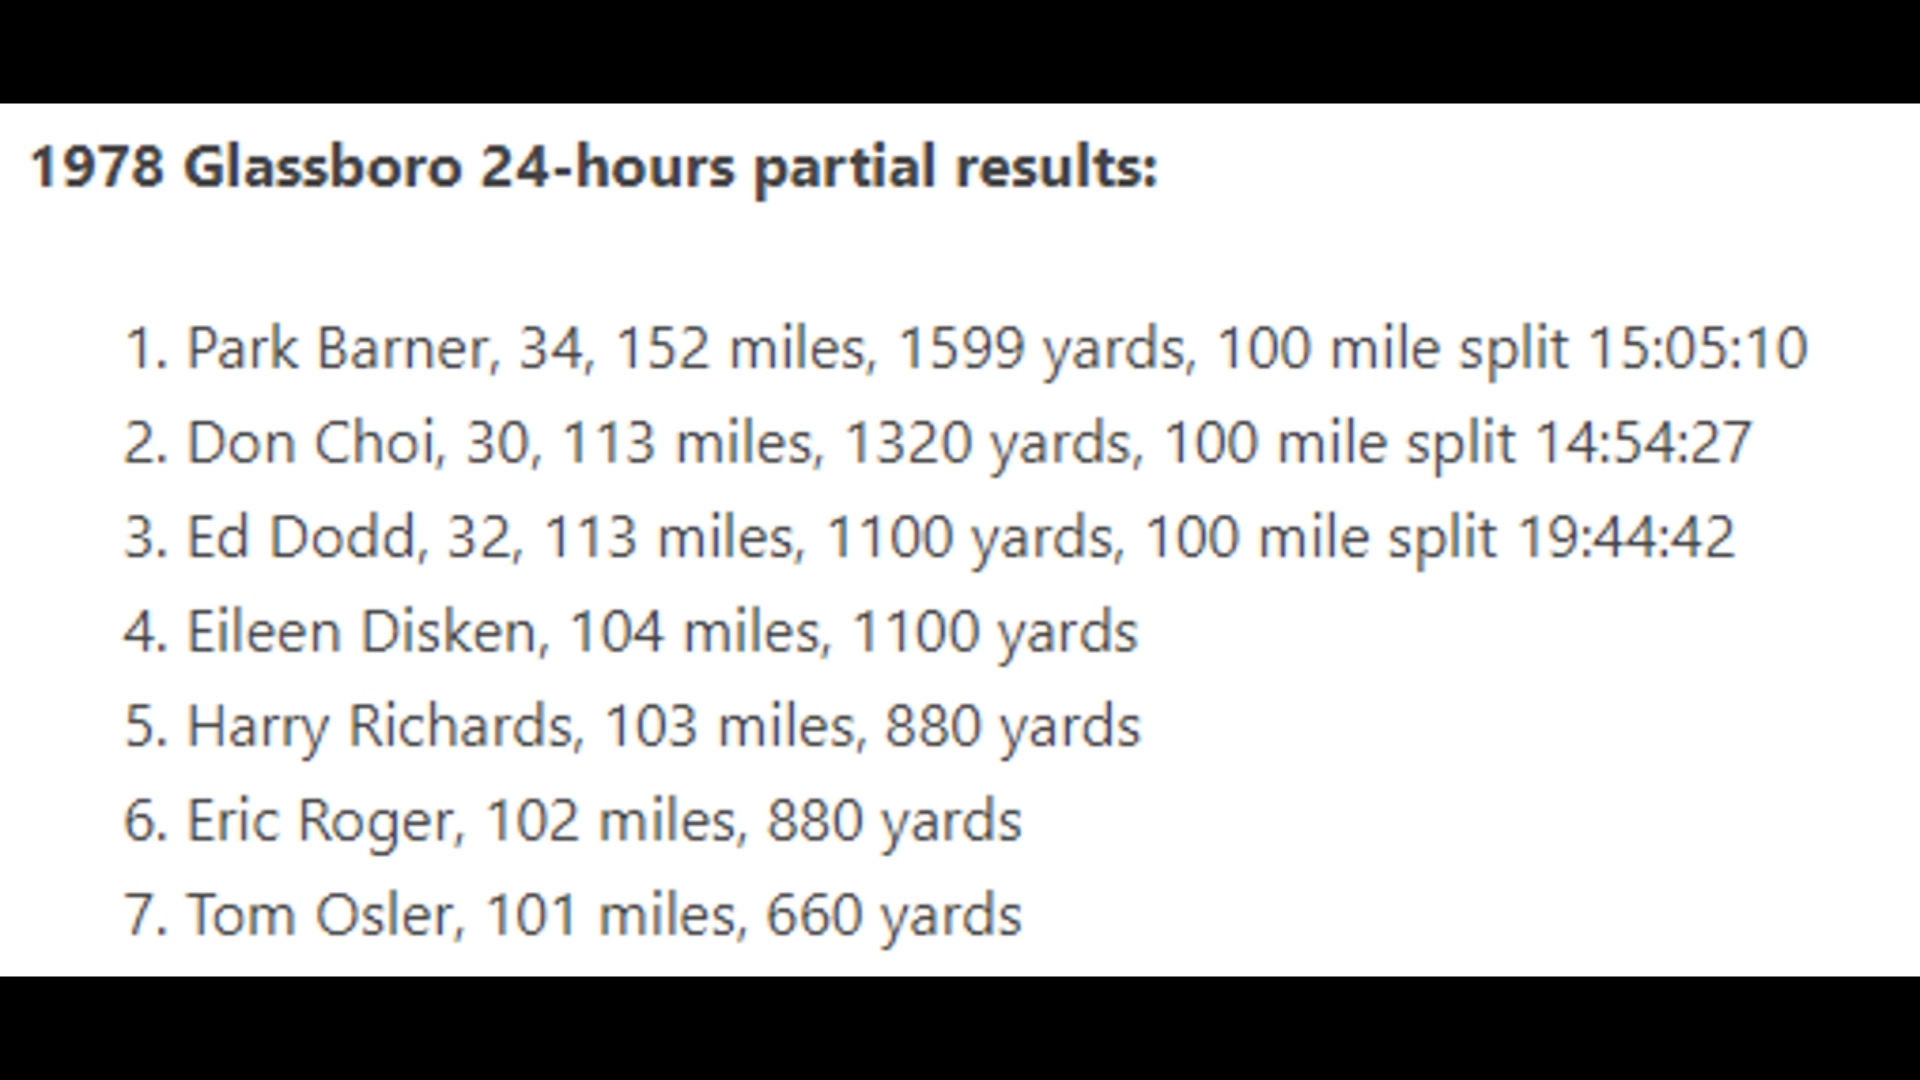 1978 Glassboro 24-hours partial results:
1. Park Barner, 34, 152 miles, 1599 yards, 100 mile split 15:05:10
2. Don Choi, 30, 113 miles, 1320 yards, 100 mile split 14:54:27
3. Ed Dodd, 32, 113 miles, 1100 yards, 100 mile split 19:44:42
4. Eileen Disken, 104 miles, 1100 yards
5. Harry Richards, 103 miles, 880 yards
6. Eric Roger, 102 miles, 880 yards
7. Tom Osler, 101 miles, 660 yards